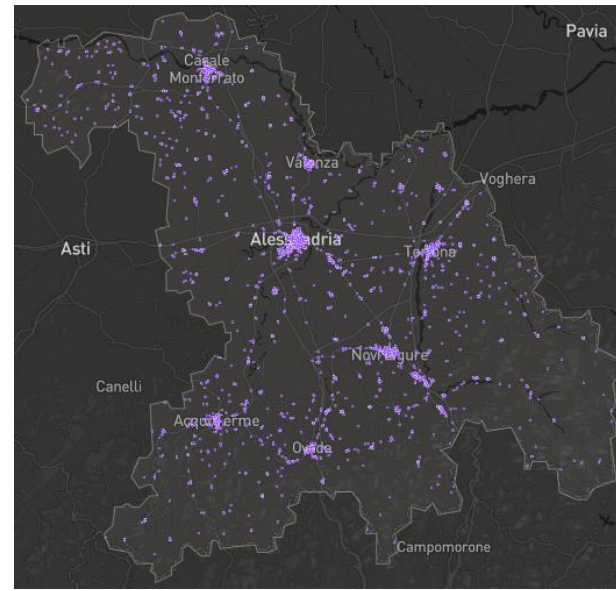 Pavia
Casale
Monferrato
Valenza
Voghera
Alessandria
Asti
Tortona
Novi Ligure
Canelli
Acqui Terme
Ovada
Campomorone